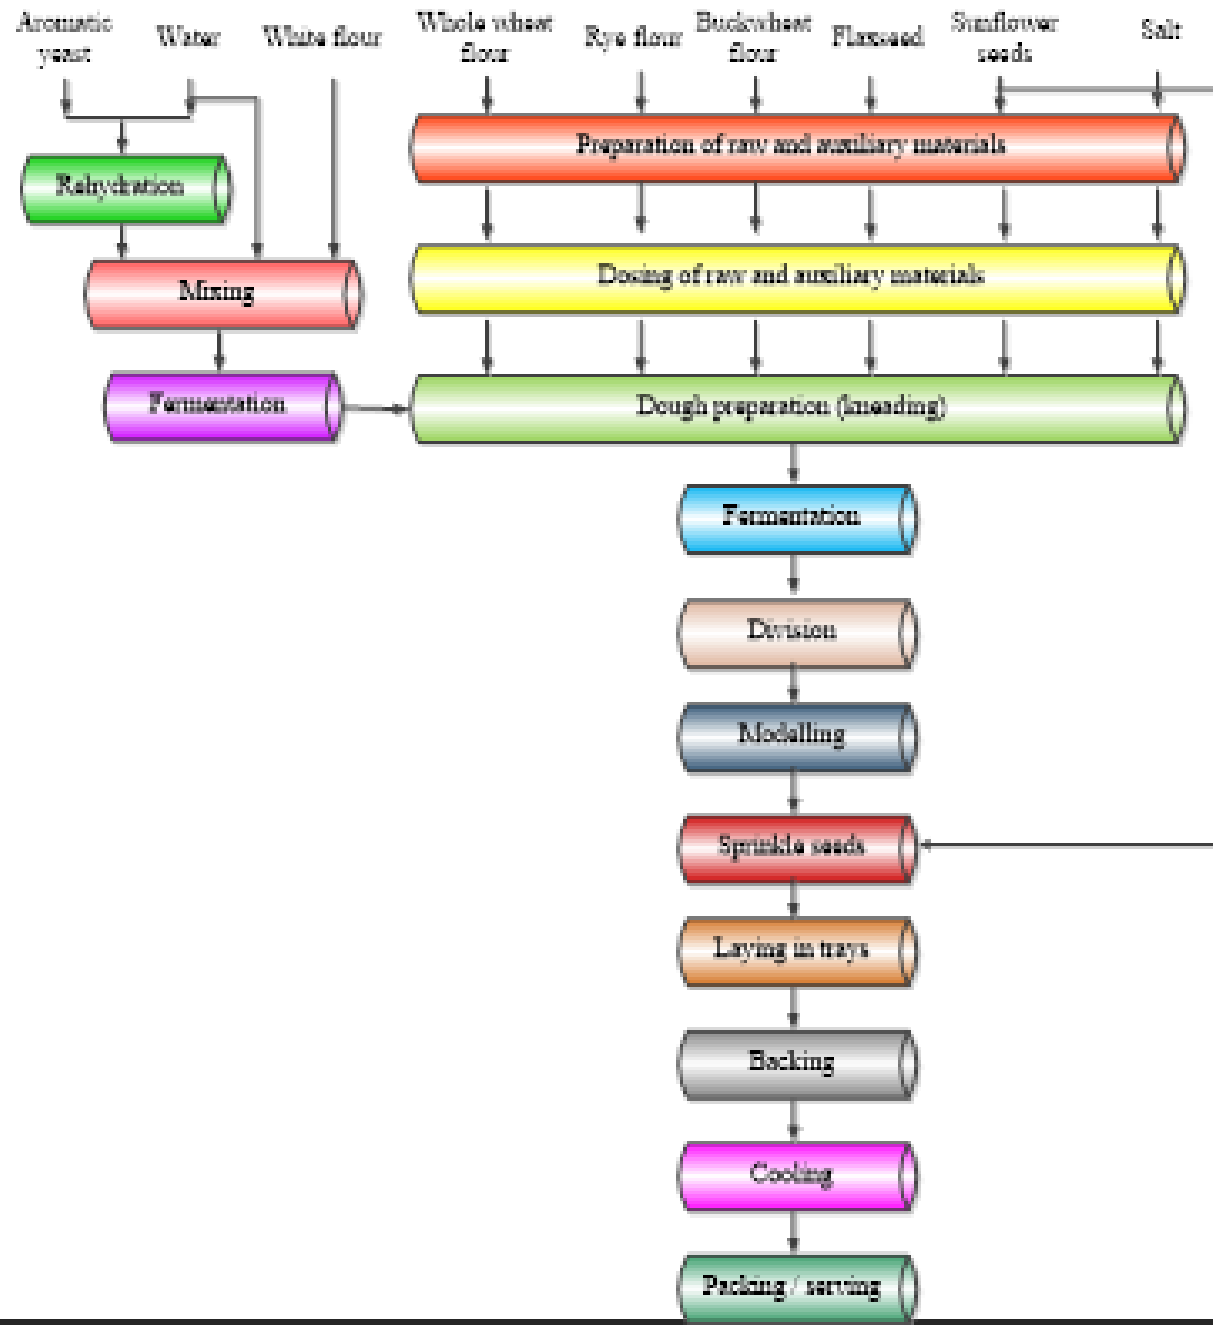 Aromatic
yeast
Water
White flour
Whole wheat
flour
Rye flour
Buckwheat
flour
Flaxseed
Sunflower
seeds
Salt
Preparation of raw and auxiliary materials
Rehydration
Dosing of raw and auxiliary materials
Mixing
Fermentation
Dough preparation (kneading)
Fermentation
Division
Modelling
Sprinkle seeds
Laying in trays
Backing
Cooling
Packing / serving